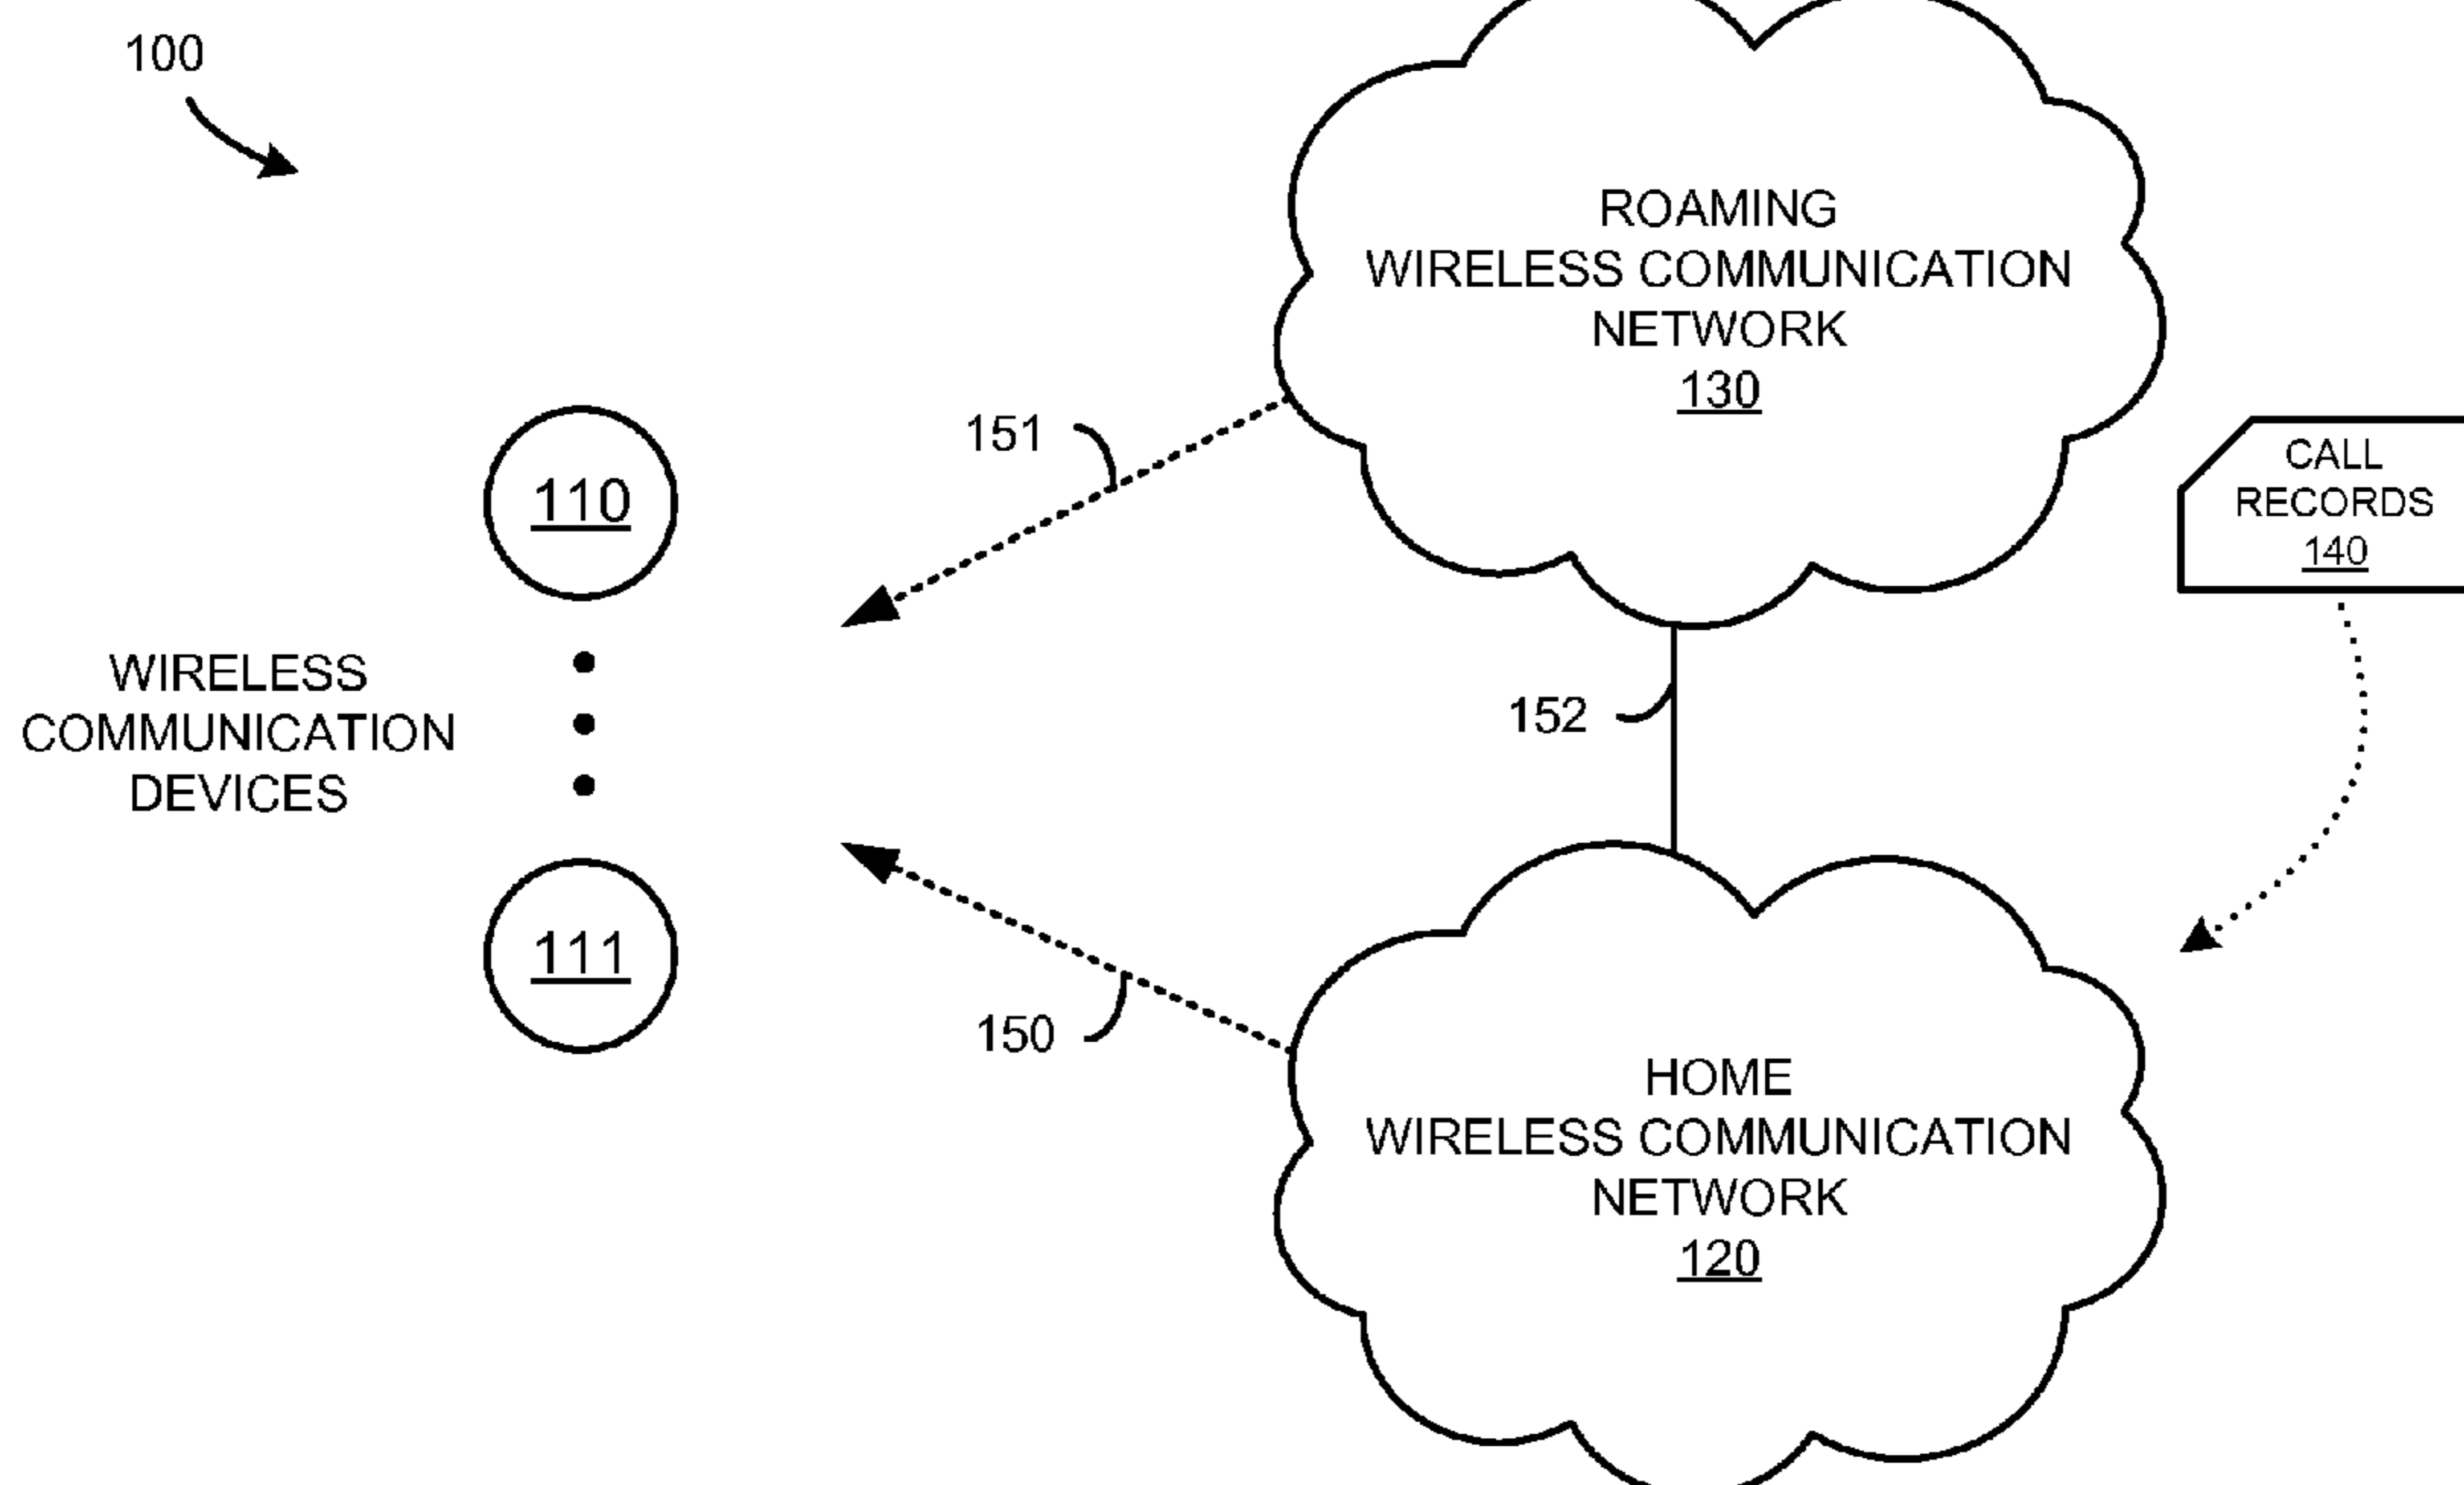 100
ROAMING
WIRELESS COMMUNICATION
NETWORK
130
151
CALL
RECORDS
140
110
WIRELESS
COMMUNICATION
DEVICES
152
111
150
HOME
WIRELESS COMMUNICATION
NETWORK
120